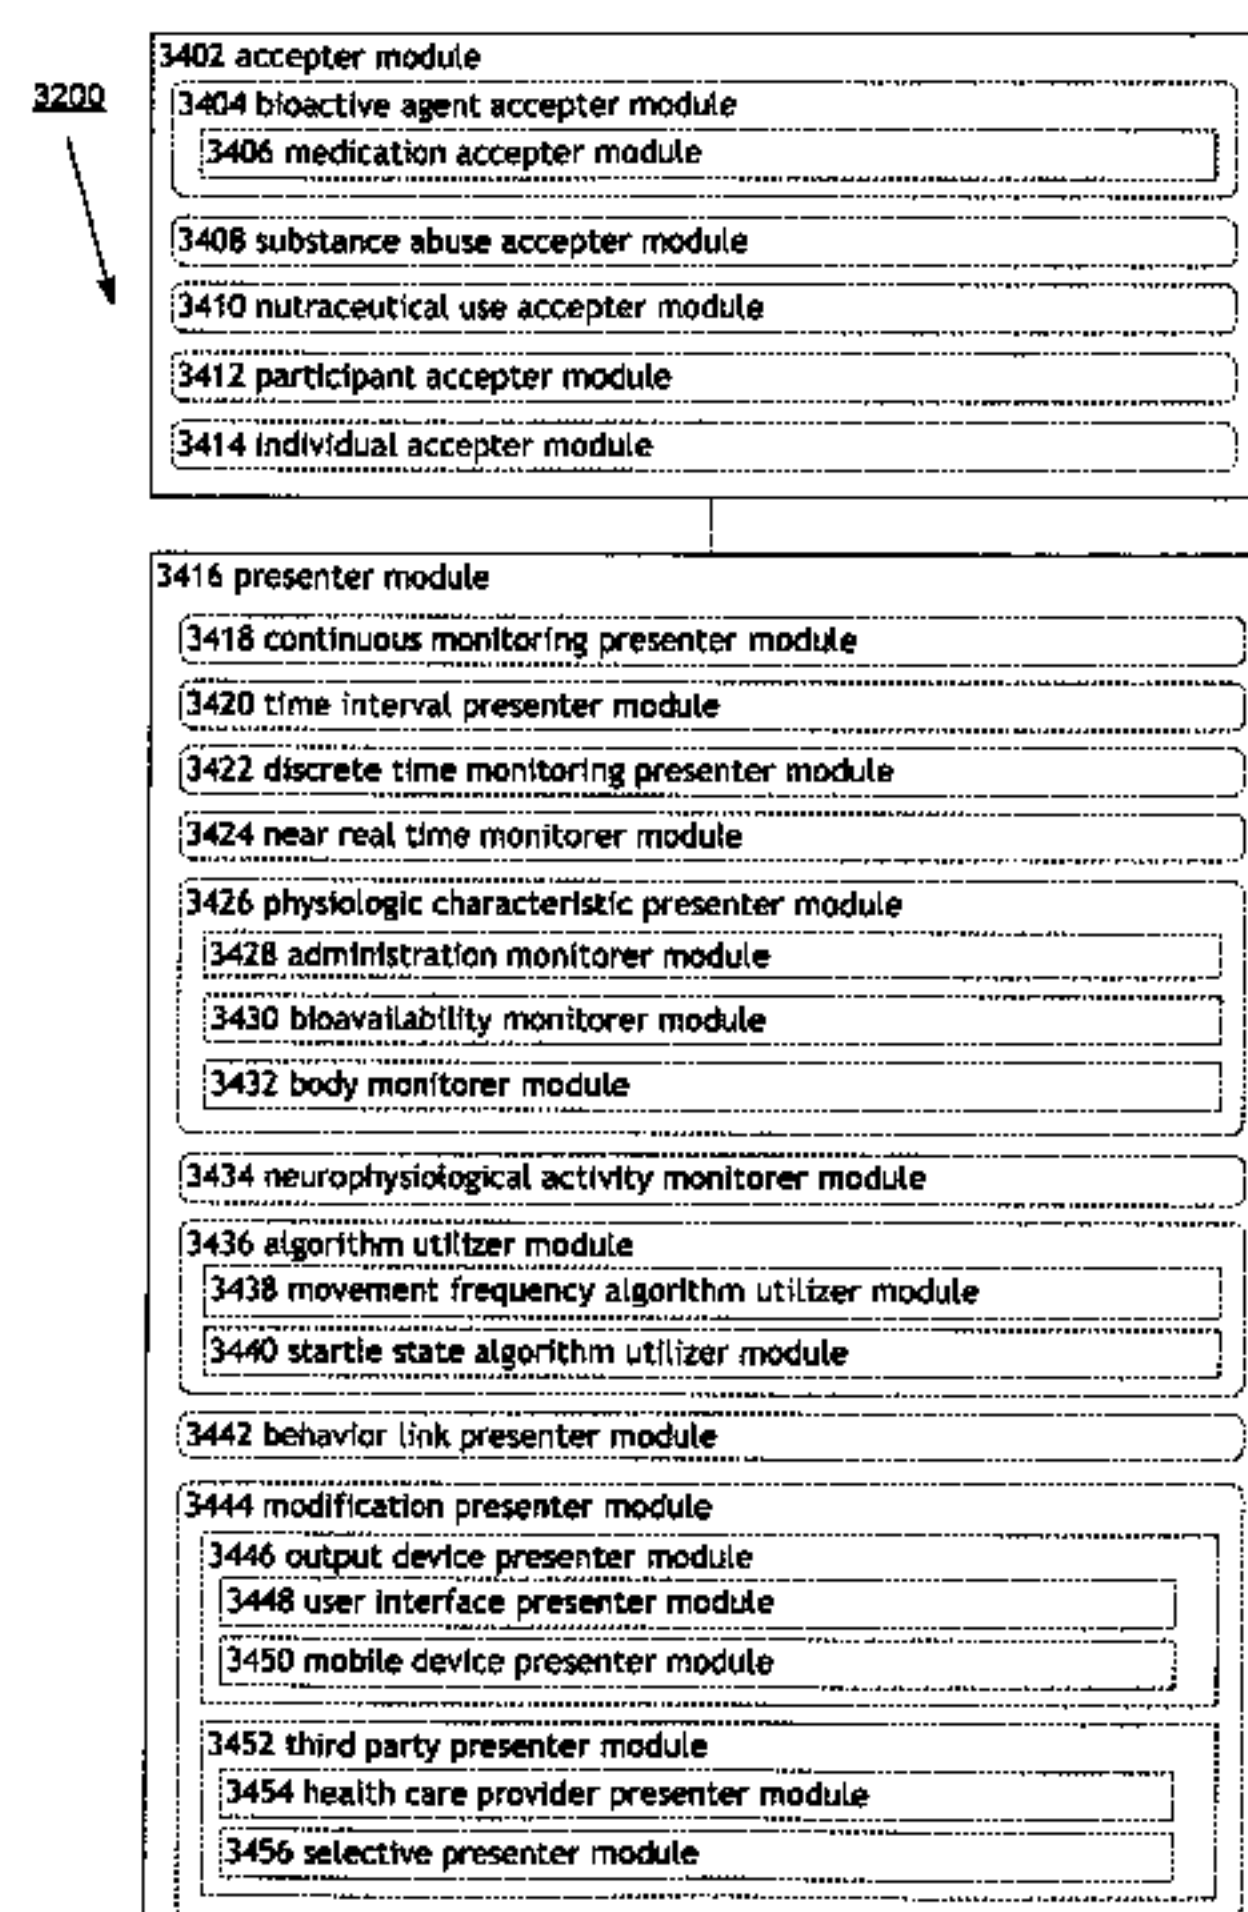 3402 accepter module
3200
3404 bioactive agent accepter module
3406 medication accepter module
3408 substance abuse accepter module
3410 nutraceutical use accepter module
3412 participant accepter module
3414 individual accepter module
3416 presenter module
3418 continuous monitoring presenter module
3420 time interval presenter module
3422 discrete time monitoring presenter module
3424 near real time monitorer module
3426 physiologic characteristic presenter module
3428 administration monitorer module
3430 bioavailability monitorer module
3432 body monitorer module
3434 neurophysiological activity monitorer module
3436 algorithm utilizer module
3438 movement frequency algorithm utilizer module
3440 startle state algorithm utilizer module
3442 behavior link presenter module
3444 modification presenter module
3446 output device presenter module
3448 user interface presenter module
3450 mobile device presenter module
3452 third party presenter module
3454 health care provider presenter module
3456 selective presenter module